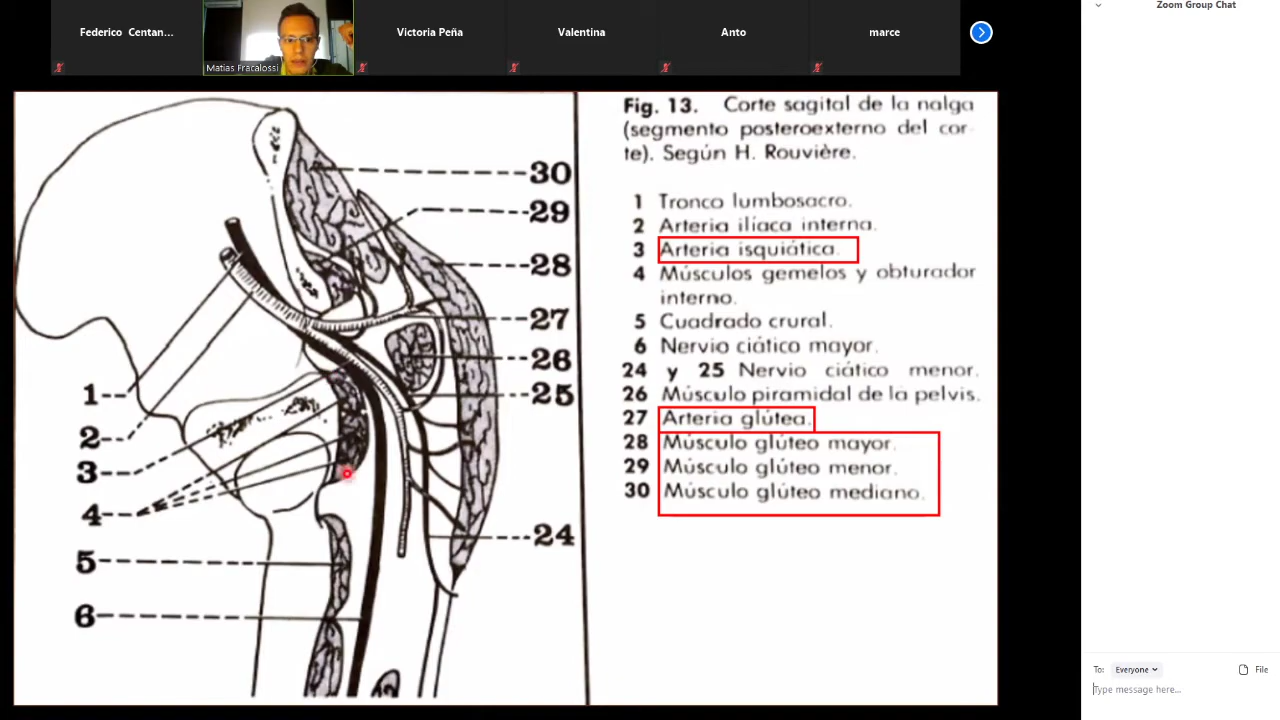 Zoom Group Chat
Federico Centan...
Matías Fracalossi
Victoria Peña
Valentina
Anto
marce
Fig. 13. Corte sagital de la nalga
(segmento posteroexterno del cor-
te). Según H. Rouvière.
1 Tronco lumbosacro.
2 Arteria ilíaca interna.
3 Arteria isquiática.
4 Músculos gemelos y obturador
interno.
5 Cuadrado crural.
6 Nervio ciático mayor.
24 y 25 Nervio ciático menor.
26 Músculo piramidal de la pelvis.
27 Arteria glútea.
28 Músculo glúteo mayor.
29 Músculo glúteo menor.
30 Músculo glúteo mediano.
30
29
28
27
26
25
24
1
2
3
4
5
6
To: Everyone
File
Type message here...